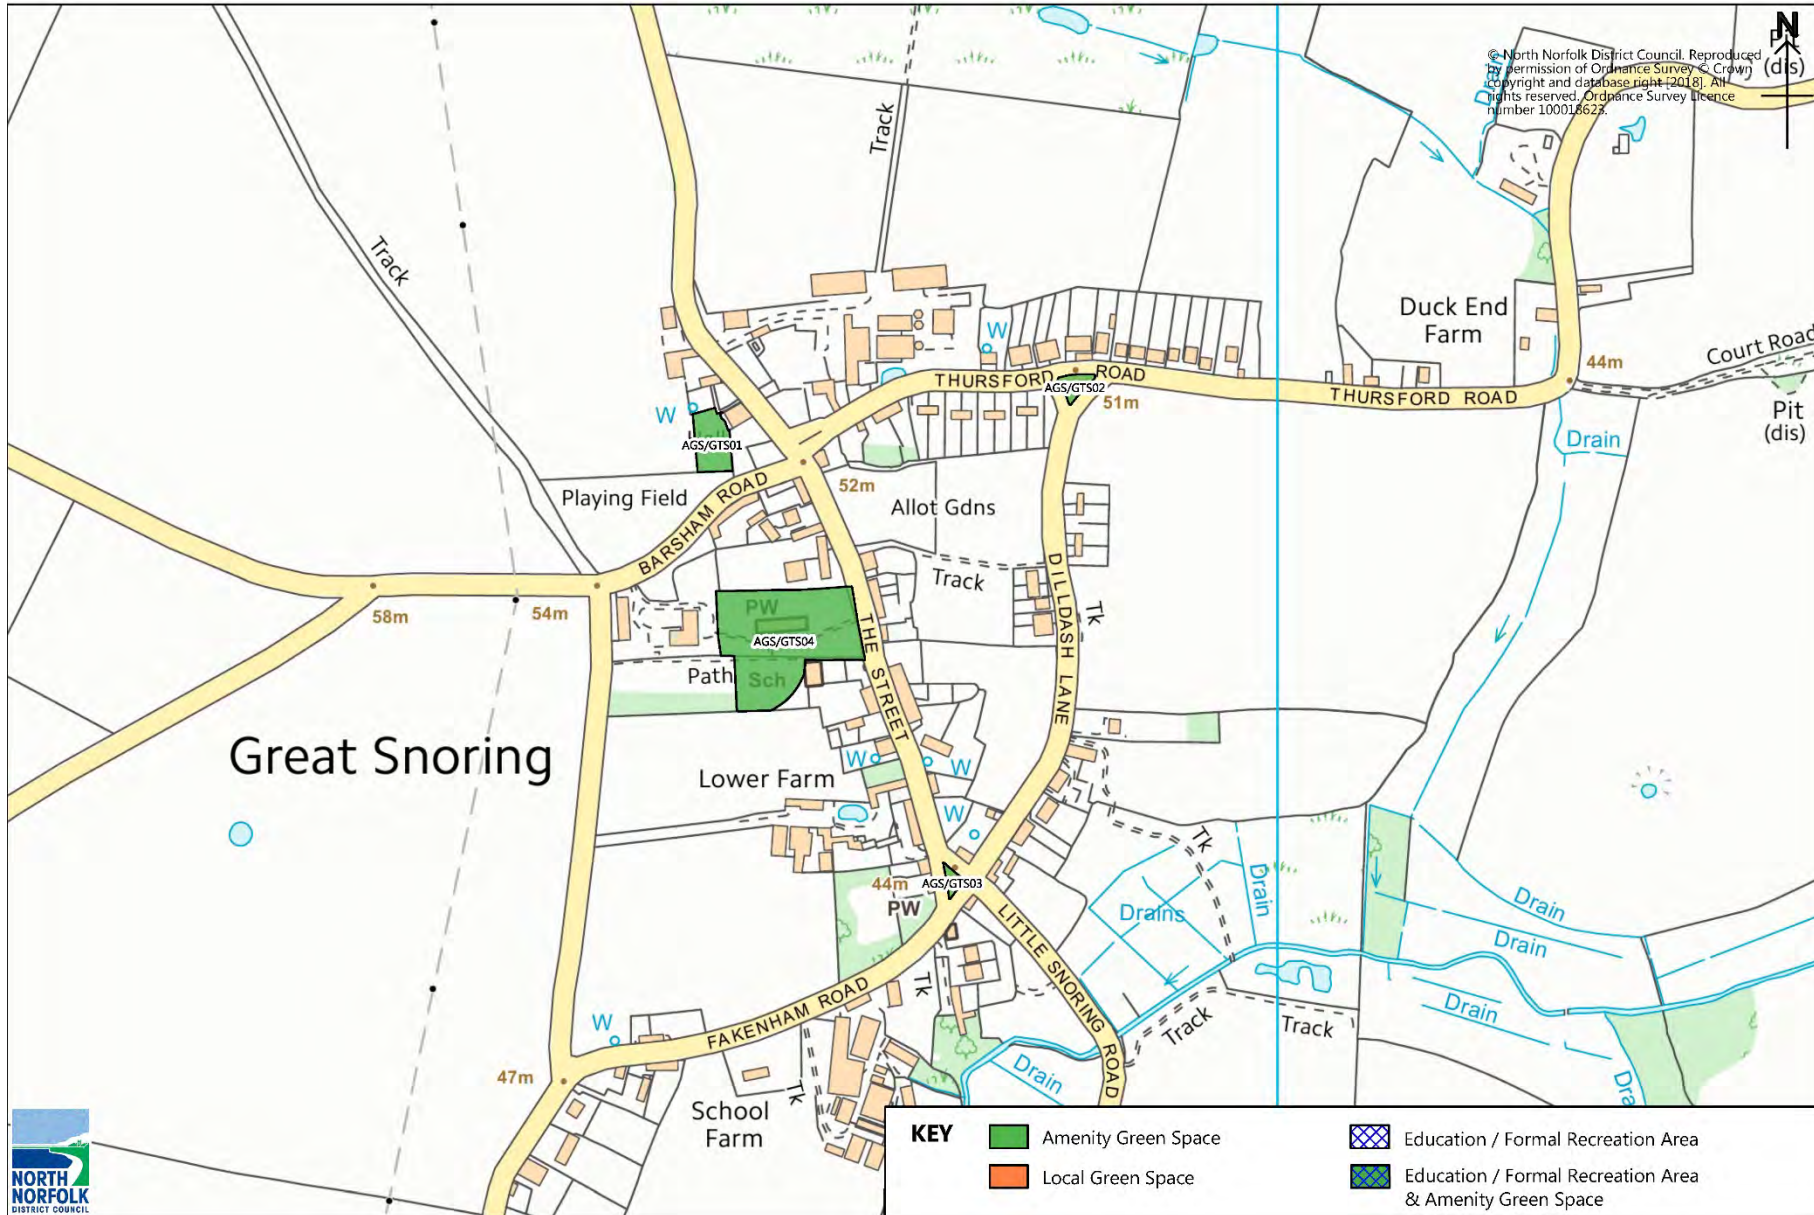 N
© North Norfolk District Council. Reproduced
by permission of Ordnance Survey © Crown
copyright and database right [2018]. All
rights reserved. Ordnance Survey Licence
number 100018623.
(dis)
Drain
Track
Track
Duck End
Farm
Court Road
44m
Pit
(dis)
W
THURSFORD ROAD
AGS/GTS02
51m
THURSFORD ROAD
W
AGS/GTS01
Drain
52m
Playing Field
BARSHAM ROAD
Allot Gdns
Track
DILLDASH LANE
Tk
58m
54m
PW
AGS/GTS04
THE STREET
Path
Sch
Great Snoring
Lower Farm
W
W
W
Tk
44m
AGS/GTS03
PW
Drains
Drain
Drain
Drain
Drain
LITTLE SNORING ROAD
Tk
FAKENHAM ROAD
W
Track
Track
Drain
Dra
47m
School
Farm
Tk
KEY
Amenity Green Space
Local Green Space
Education / Formal Recreation Area
Education / Formal Recreation Area
& Amenity Green Space
NORTH
NORFOLK
DISTRICT COUNCIL